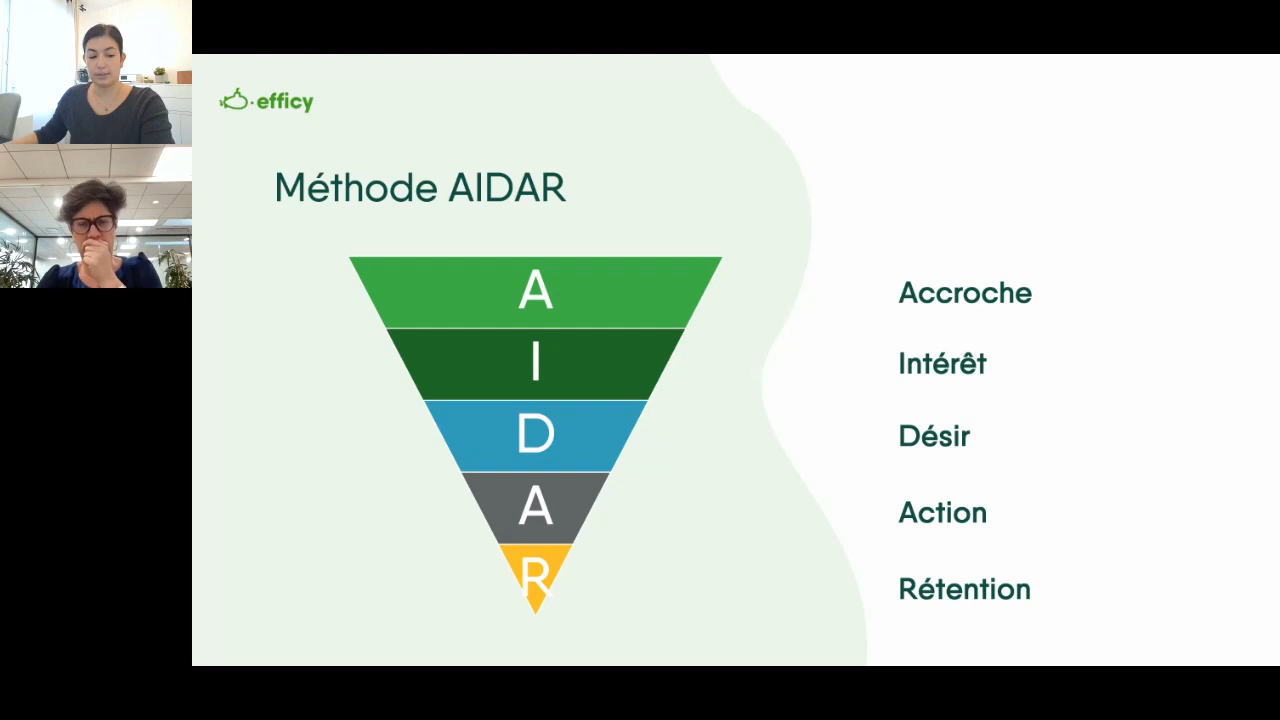 efficy
Méthode AIDAR
A
Accroche
I
Intérêt
D
Désir
A
Action
R
Rétention